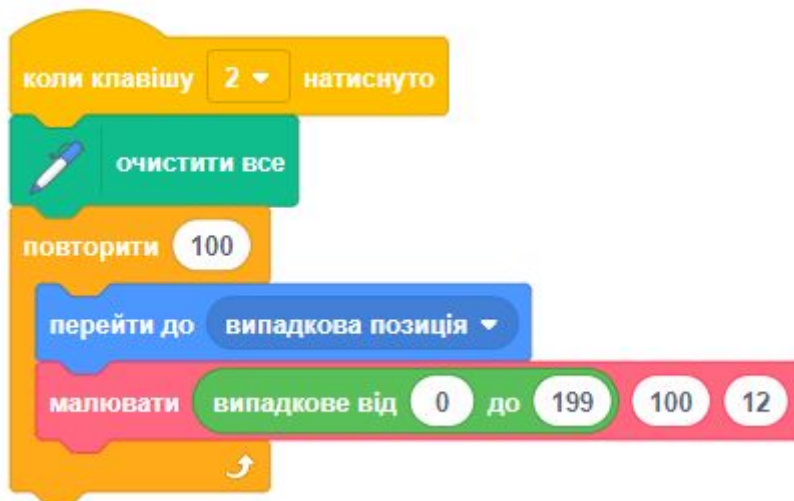 коли клавішу 2 натиснуто
очистити все
повторити 100
перейти до випадкова позиція
малювати випадкове від 0 до 199 100 12